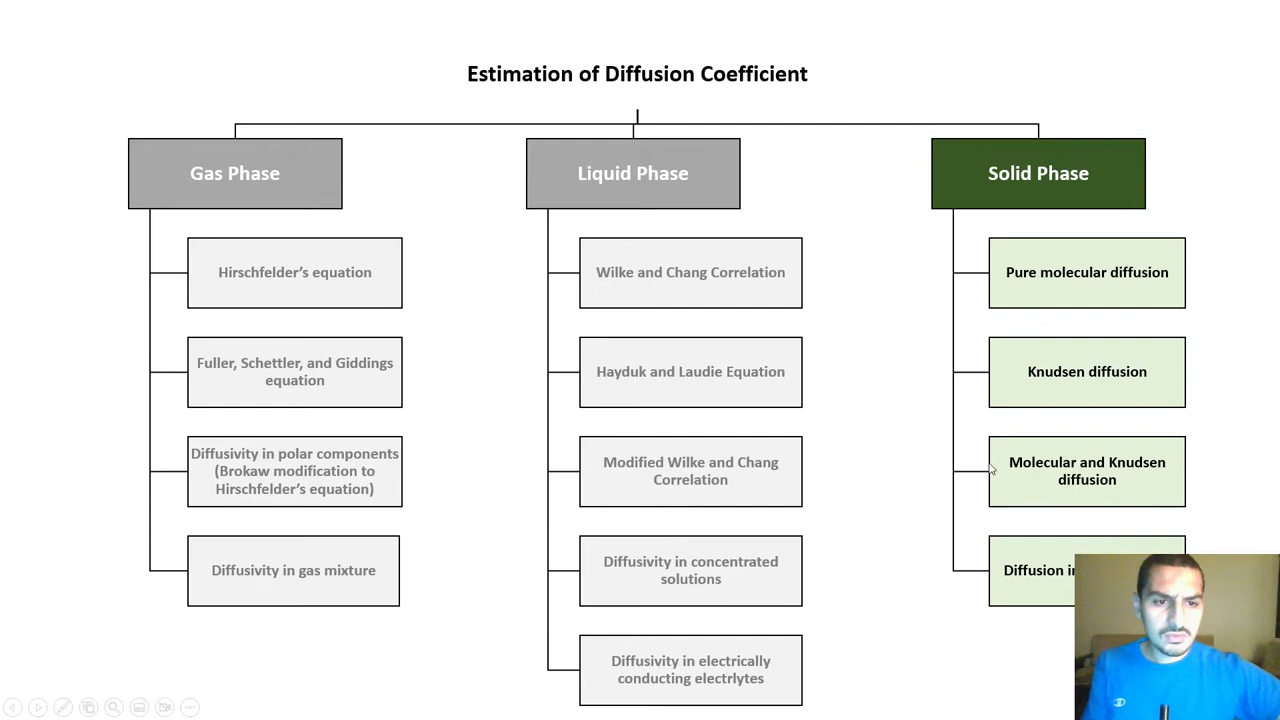 Estimation of Diffusion Coefficient
Gas Phase
Hirschfelder’s equation
Fuller, Schettler, and Giddings
equation
Diffusivity in polar components
(Brokaw modification to
Hirschfelder’s equation)
Diffusivity in gas mixture
Liquid Phase
Wilke and Chang Correlation
Hayduk and Laudie Equation
Modified Wilke and Chang
Correlation
Diffusivity in concentrated
solutions
Diffusivity in electrically
conducting electrlytes
Solid Phase
Pure molecular diffusion
Knudsen diffusion
Molecular and Knudsen
diffusion
Diffusion